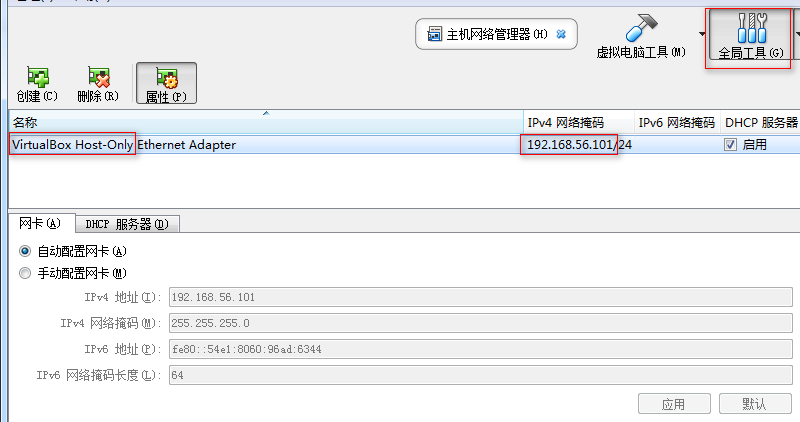 主机网络管理器(H)
虚拟电脑工具(M)
全局工具(G)
创建(C)
删除(R)
属性(P)
名称 IPv4 网络掩码 IPv6 网络掩码 DHCP 服务器
VirtualBox Host-Only Ethernet Adapter 192.168.56.101/24 启用
网卡(A) DHCP 服务器(D)
自动配置网卡(A)
手动配置网卡(M)
IPv4 地址(I): 192.168.56.101
IPv4 网络掩码(M): 255.255.255.0
IPv6 地址(P): fe80::54e1:8060:96ad:6344
IPv6 网络掩码长度(L): 64
应用 默认